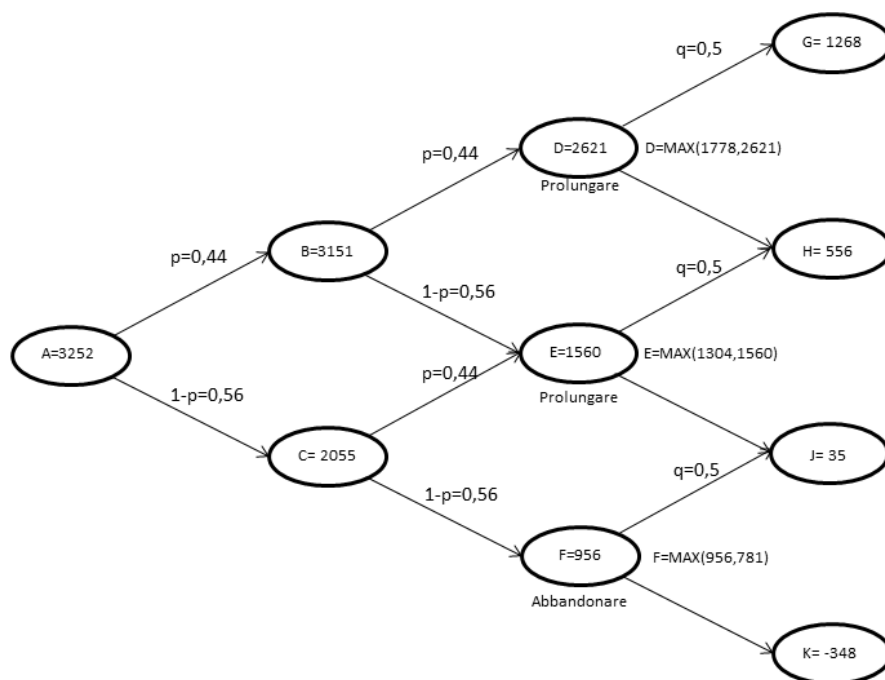 G= 1268
q=0,5
D=2621
D=MAX(1778,2621)
p=0,44
Prolungare
B=3151
H= 556
p=0,44
q=0,5
1-p=0,56
A=3252
E=1560
E=MAX(1304,1560)
p=0,44
1-p=0,56
Prolungare
C= 2055
J= 35
q=0,5
1-p=0,56
F=956
F=MAX(956,781)
Abbandonare
K= -348